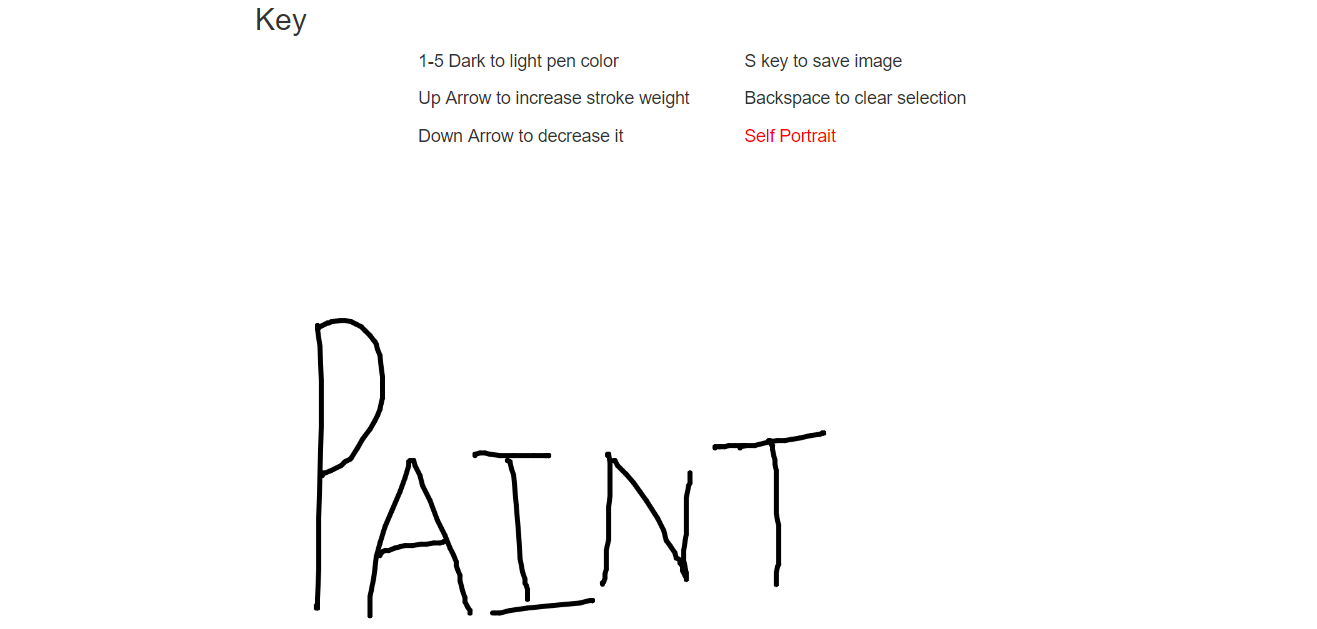 Key
1-5 Dark to light pen color
Up Arrow to increase stroke weight
Down Arrow to decrease it
S key to save image
Backspace to clear selection
Self Portrait
PAINT